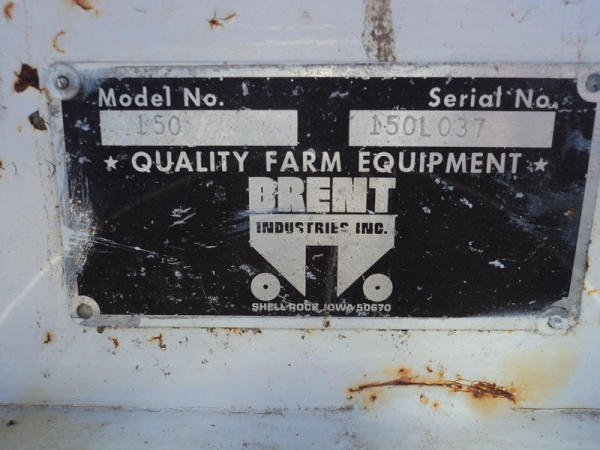 Model No. Serial No.
150 150L037
★ QUALITY FARM EQUIPMENT ★
BRENT
INDUSTRIES INC.
SHELL ROCK, IOWA 50670